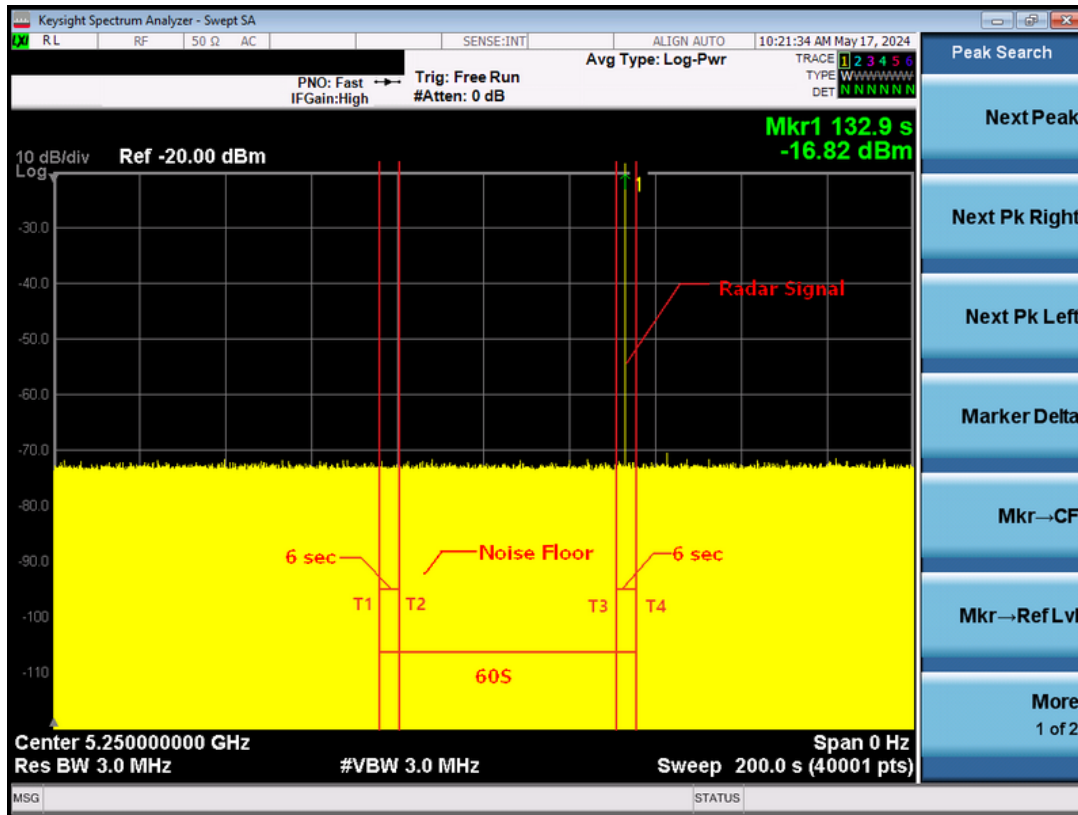 Keysight Spectrum Analyzer - Swept SA
LXI RL RF 50 Ω AC SENSE:INT ALIGN AUTO 10:21:34 AM May 17, 2024
Peak Search
Avg Type: Log-Pwr
TRACE 1 2 3 4 5 6
PNO: Fast Trig: Free Run
TYPE WWWWWW
IFGain:High #Atten: 0 dB
DET N N N N N N
Next Peak
Mkr1 132.9 s
-16.82 dBm
10 dB/div Ref -20.00 dBm
Log
1
Next Pk Right
-30.0
-40.0
Radar Signal
Next Pk Left
-50.0
-60.0
Marker Delta
-70.0
-80.0
Mkr→CF
6 sec Noise Floor 6 sec
-90.0
T1 T2 T3 T4
-100
Mkr→Ref Lvl
-110
60S
More
1 of 2
Center 5.250000000 GHz Span 0 Hz
Res BW 3.0 MHz #VBW 3.0 MHz Sweep 200.0 s (40001 pts)
MSG STATUS